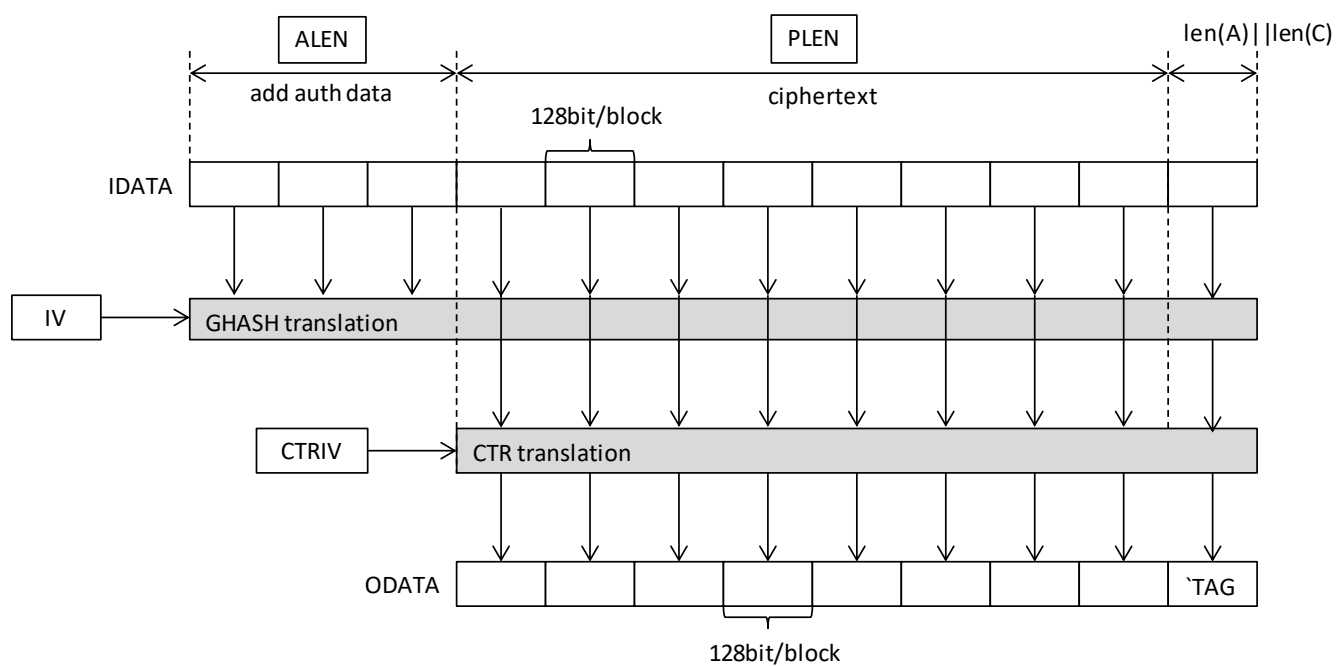 ALEN
PLEN
len(A)||len(C)
add auth data
ciphertext
128bit/block
IDATA
IV
GHASH translation
CTRIV
CTR translation
ODATA
`TAG
128bit/block